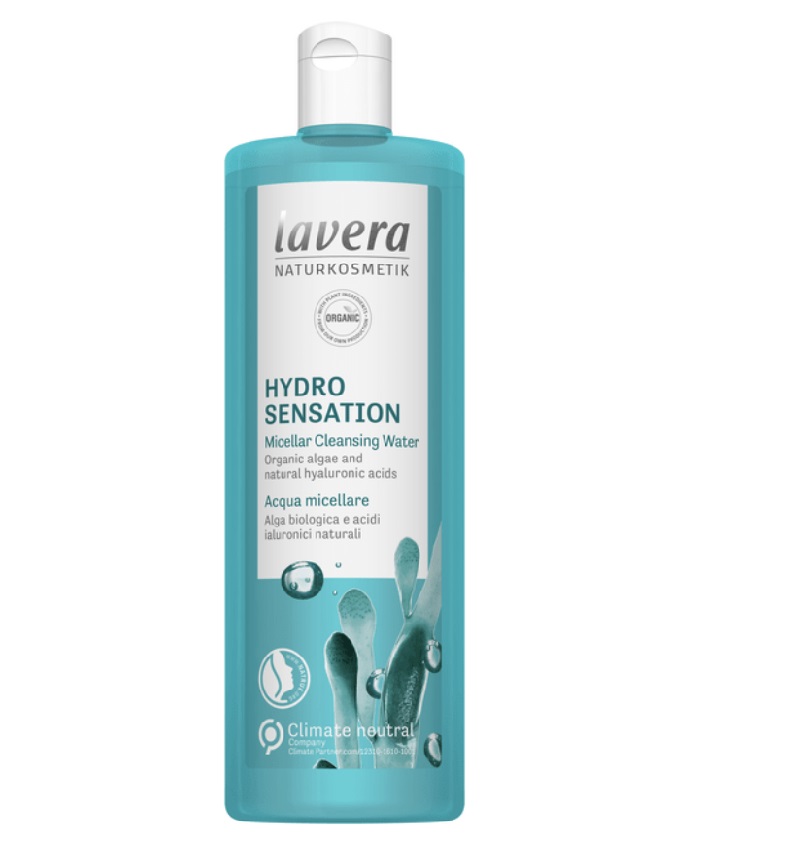 lavera
NATURKOSMETIK
ORGANIC
HYDRO
SENSATION
Micellar Cleansing Water
Organic algae and
natural hyaluronic acids
Acqua micellare
Alga biologica e acidi
ialuronici naturali
Climate neutral
Company